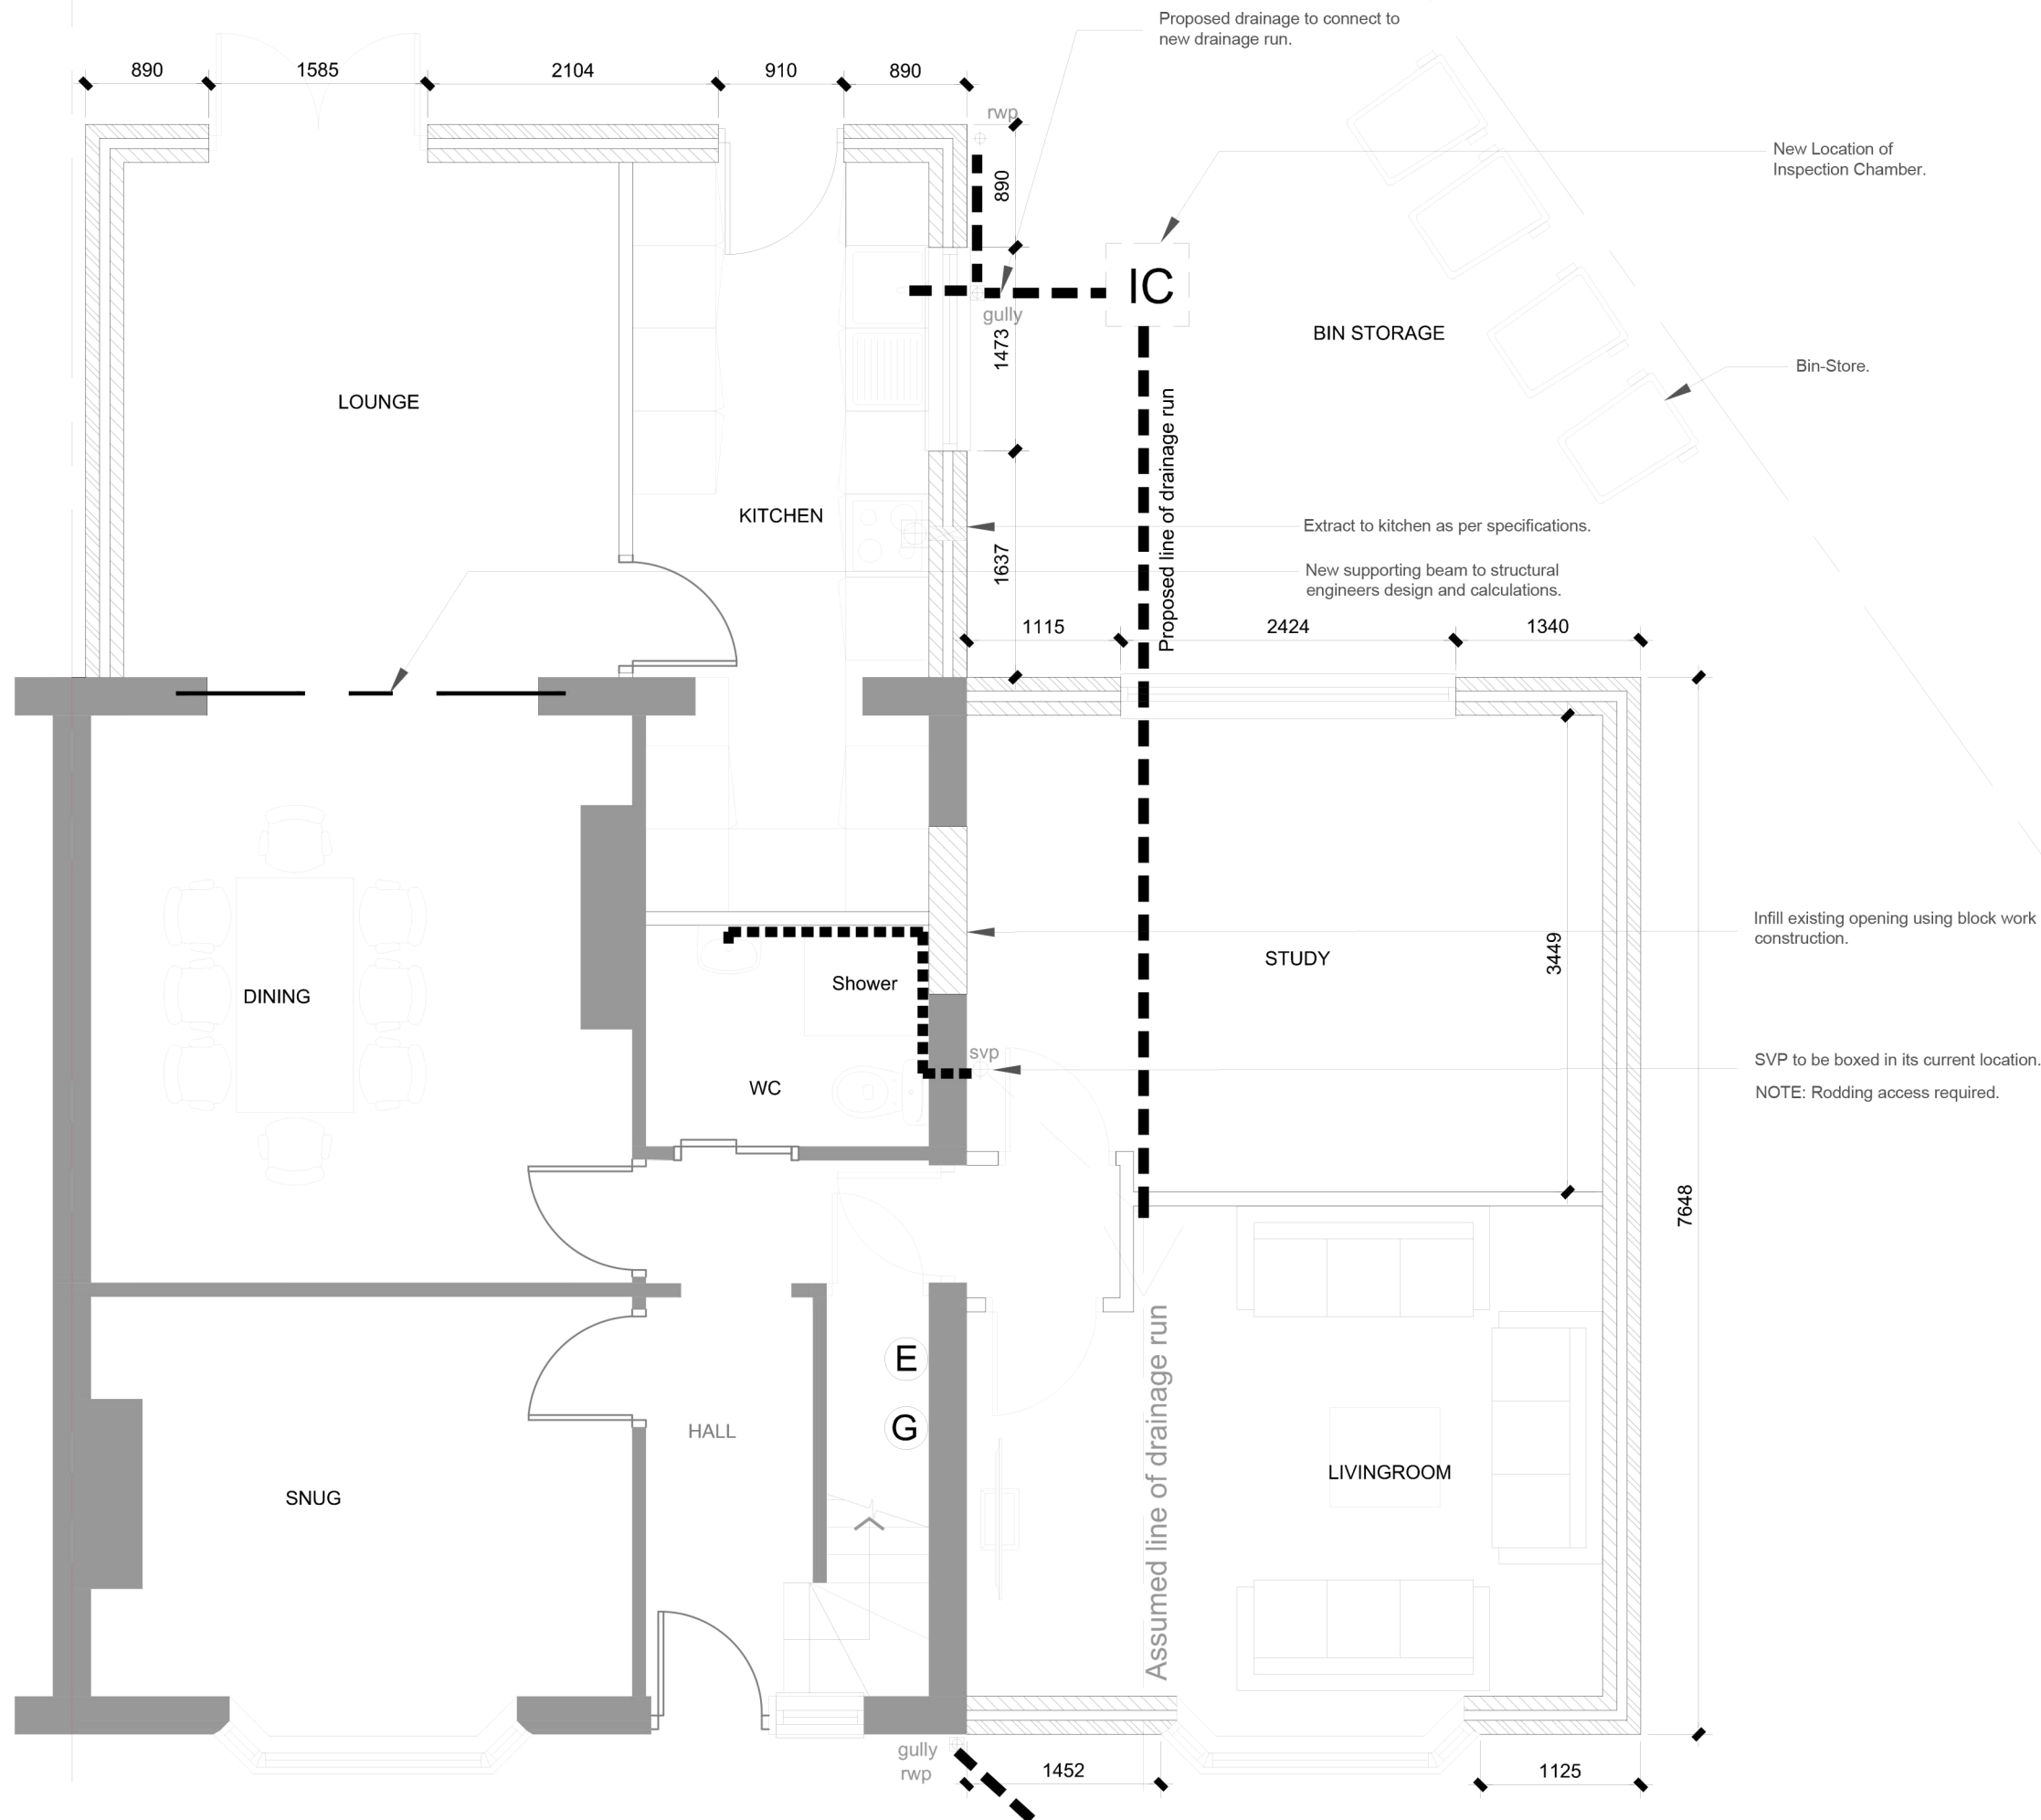 Proposed drainage to connect to
new drainage run.
890
1585
2104
910
890
rwp
890
New Location of
Inspection Chamber.
IC
gully
1473
BIN STORAGE
Bin-Store.
LOUNGE
Proposed line of drainage run
KITCHEN
Extract to kitchen as per specifications.
1637
New supporting beam to structural
engineers design and calculations.
1115
2424
1340
Infill existing opening using block work
construction.
3449
STUDY
Shower
DINING
svp
SVP to be boxed in its current location.
WC
NOTE: Rodding access required.
7648
E
G
Assumed line of drainage run
HALL
LIVINGROOM
SNUG
gully
rwp
1452
1125